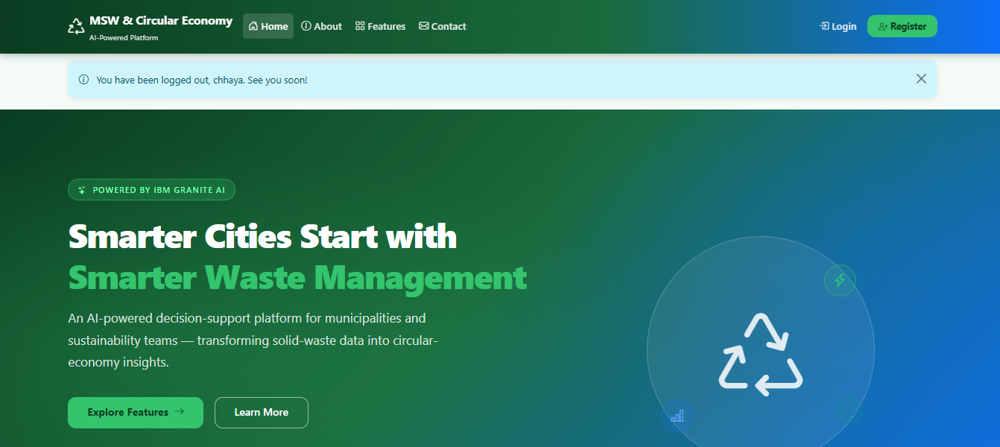 MSW & Circular Economy
AI-Powered Platform
Home
About
Features
Contact
Login
Register
You have been logged out, chhaya. See you soon!
POWERED BY IBM GRANITE AI
Smarter Cities Start with
Smarter Waste Management
An AI-powered decision-support platform for municipalities and
sustainability teams — transforming solid-waste data into circular-
economy insights.
Explore Features
Learn More